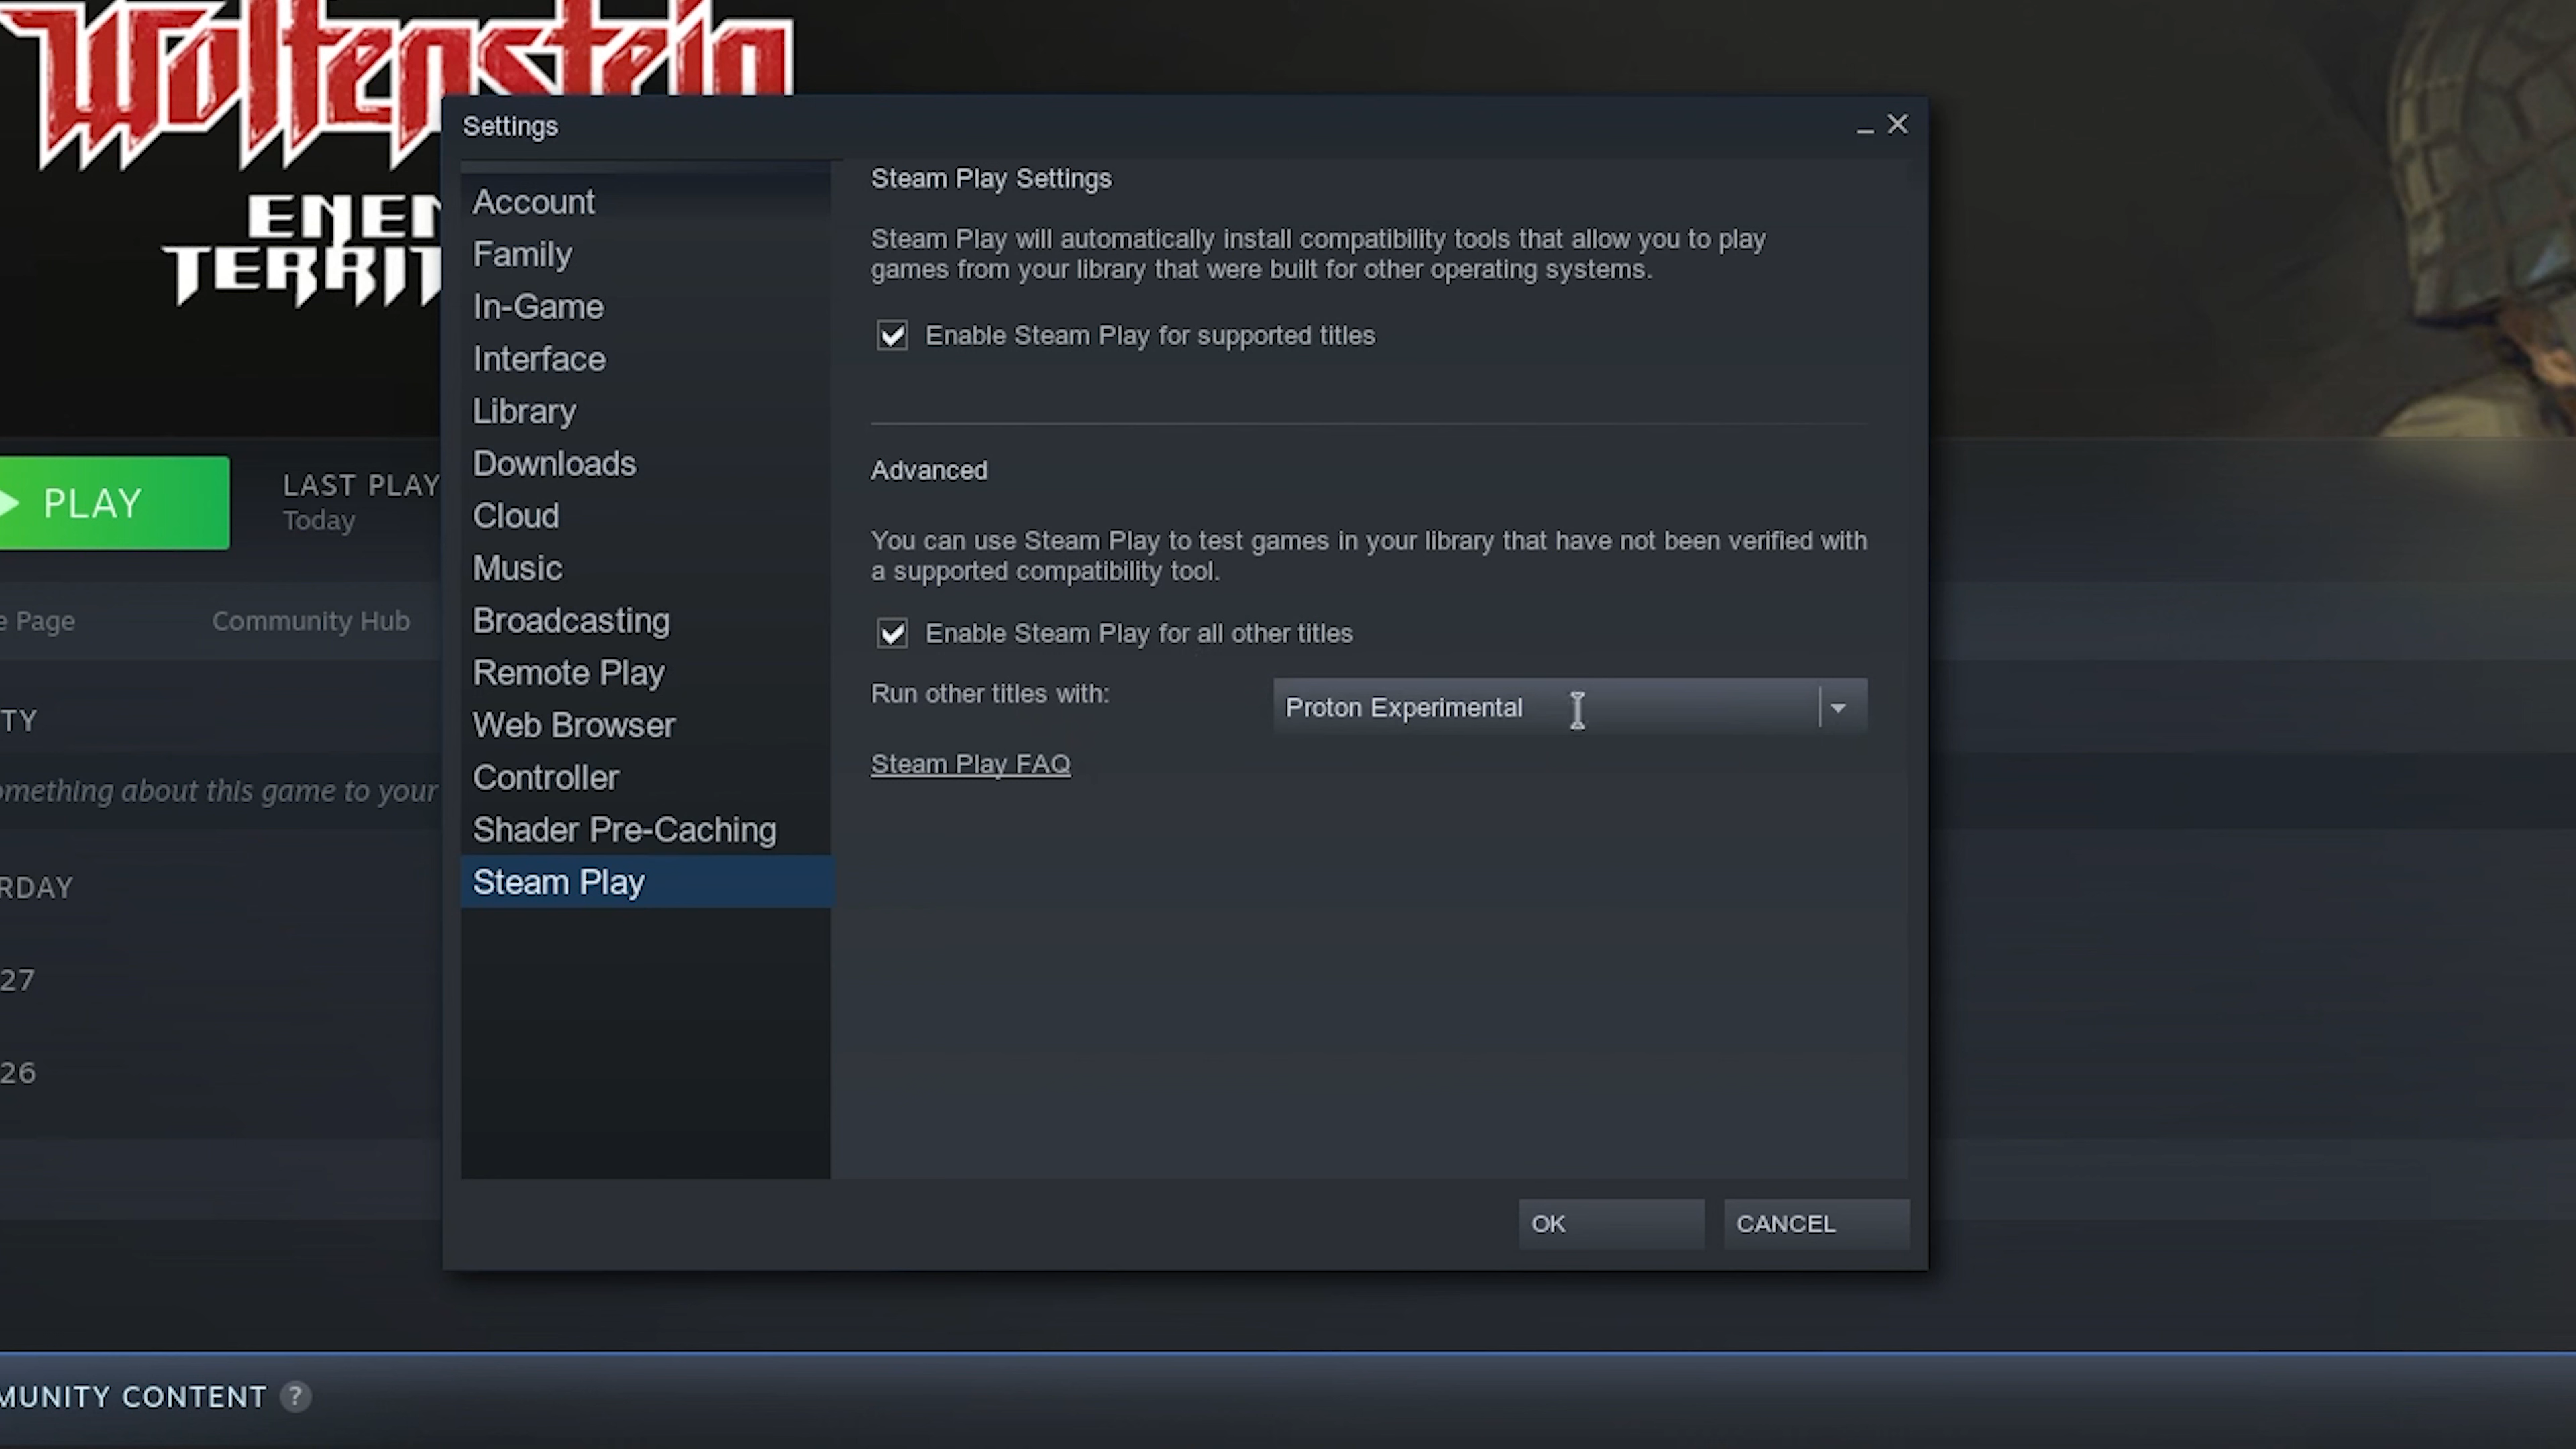 Wolfenstein
ENEM
TERRIT
Settings
Account
Family
In-Game
Interface
Library
Downloads
Cloud
Music
Broadcasting
Remote Play
Web Browser
Controller
Shader Pre-Caching
Steam Play
Steam Play Settings
Steam Play will automatically install compatibility tools that allow you to play
games from your library that were built for other operating systems.
Enable Steam Play for supported titles
Advanced
You can use Steam Play to test games in your library that have not been verified with
a supported compatibility tool.
Enable Steam Play for all other titles
Run other titles with:
Proton Experimental
Steam Play FAQ
OK
CANCEL
PLAY
LAST PLAY
Today
e Page
Community Hub
TY
omething about this game to your
RDAY
27
26
MUNITY CONTENT ?